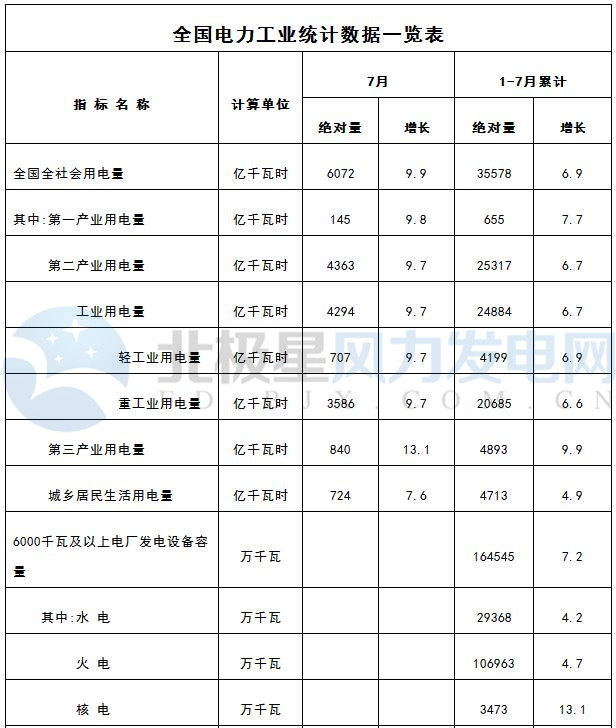 全国电力工业统计数据一览表
指 标 名 称 计算单位 7月 1-7月累计
绝对量 增长 绝对量 增长
全国全社会用电量 亿千瓦时 6072 9.9 35578 6.9
其中:第一产业用电量 亿千瓦时 145 9.8 655 7.7
第二产业用电量 亿千瓦时 4363 9.7 25317 6.7
工业用电量 亿千瓦时 4294 9.7 24884 6.7
轻工业用电量 亿千瓦时 707 9.7 4199 6.9
重工业用电量 亿千瓦时 3586 9.7 20685 6.6
第三产业用电量 亿千瓦时 840 13.1 4893 9.9
城乡居民生活用电量 亿千瓦时 724 7.6 4713 4.9
6000千瓦及以上电厂发电设备容
量 万千瓦 164545 7.2
其中:水 电 万千瓦 29368 4.2
火 电 万千瓦 106963 4.7
核 电 万千瓦 3473 13.1
北极星风力发电网
FD.BJX.COM.CN